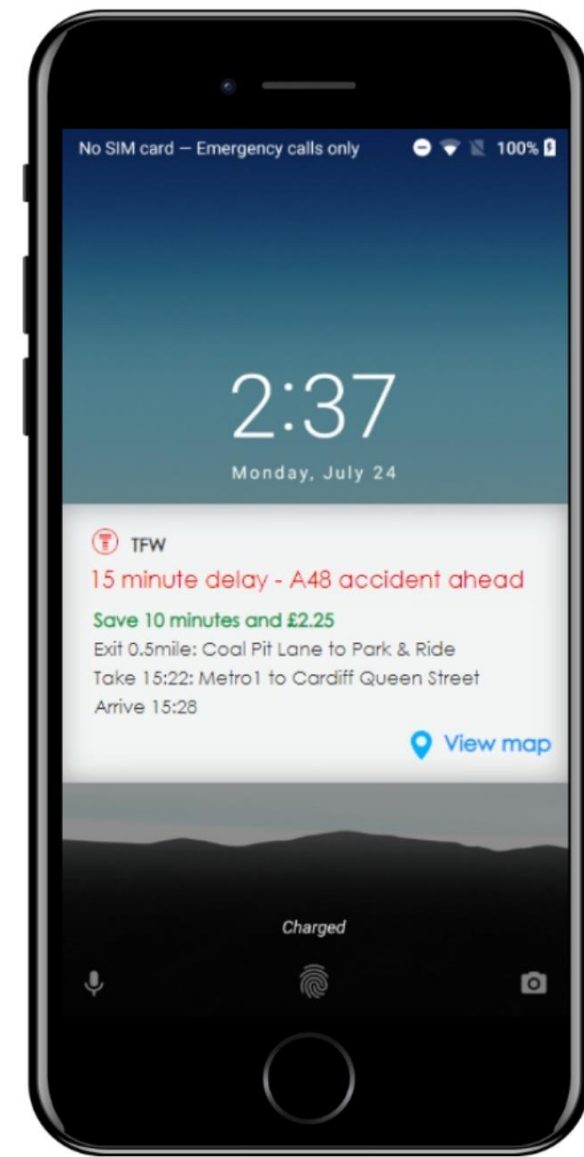 No SIM card — Emergency calls only 100%
2:37
Monday, July 24
TFW
15 minute delay - A48 accident ahead
Save 10 minutes and £2.25
Exit 0.5mile: Coal Pit Lane to Park & Ride
Take 15:22: Metro1 to Cardiff Queen Street
Arrive 15:28
View map
Charged